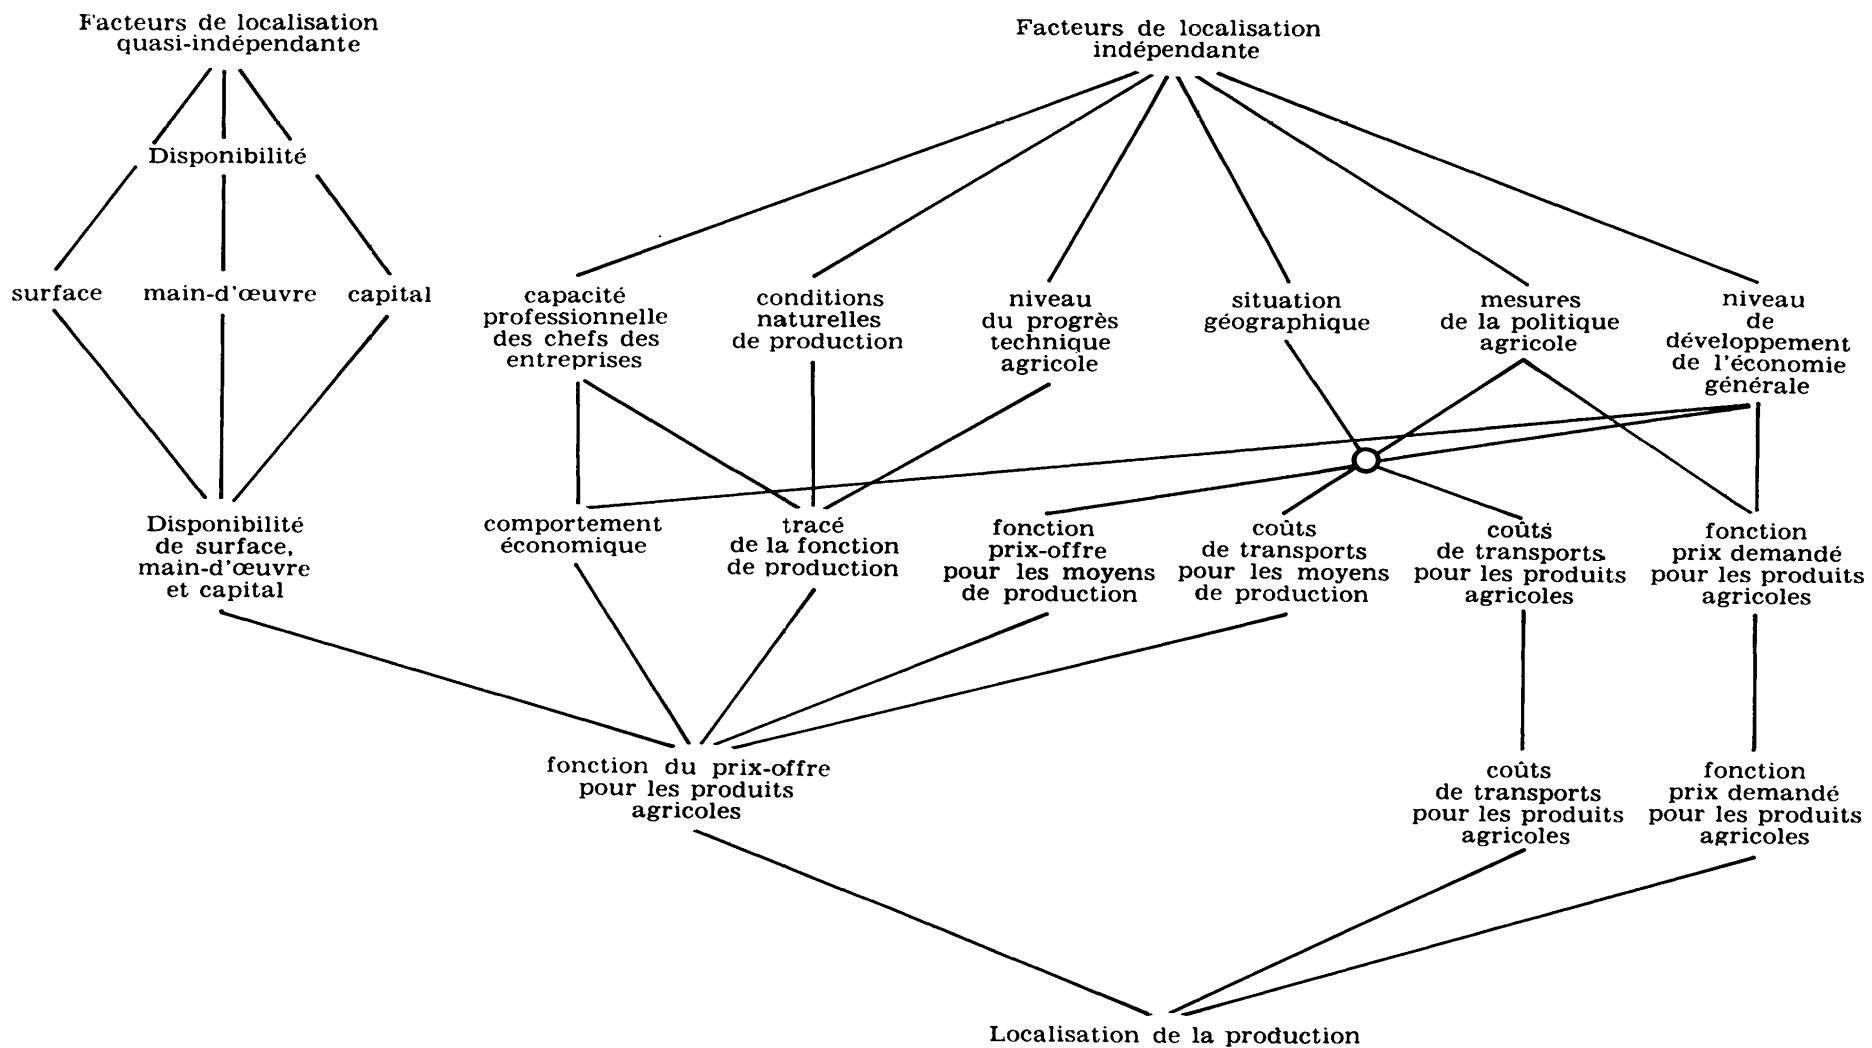 Facteurs de localisation
quasi-indépendante
Facteurs de localisation
indépendante
Disponibilité
surface
main-d'œuvre
capital
capacité
professionnelle
des chefs des
entreprises
conditions
naturelles
de production
niveau
du progrès
technique
agricole
situation
géographique
mesures
de la politique
agricole
niveau
de
développement
de l'économie
générale
Disponibilité
de surface,
main-d'œuvre
et capital
comportement
économique
tracé
de la fonction
de production
fonction
prix-offre
pour les moyens
de production
coûts
de transports
pour les moyens
de production
coûts
de transports
pour les produits
agricoles
fonction
prix demandé
pour les produits
agricoles
fonction du prix-offre
pour les produits
agricoles
coûts
de transports
pour les produits
agricoles
fonction
prix demandé
pour les produits
agricoles
Localisation de la production